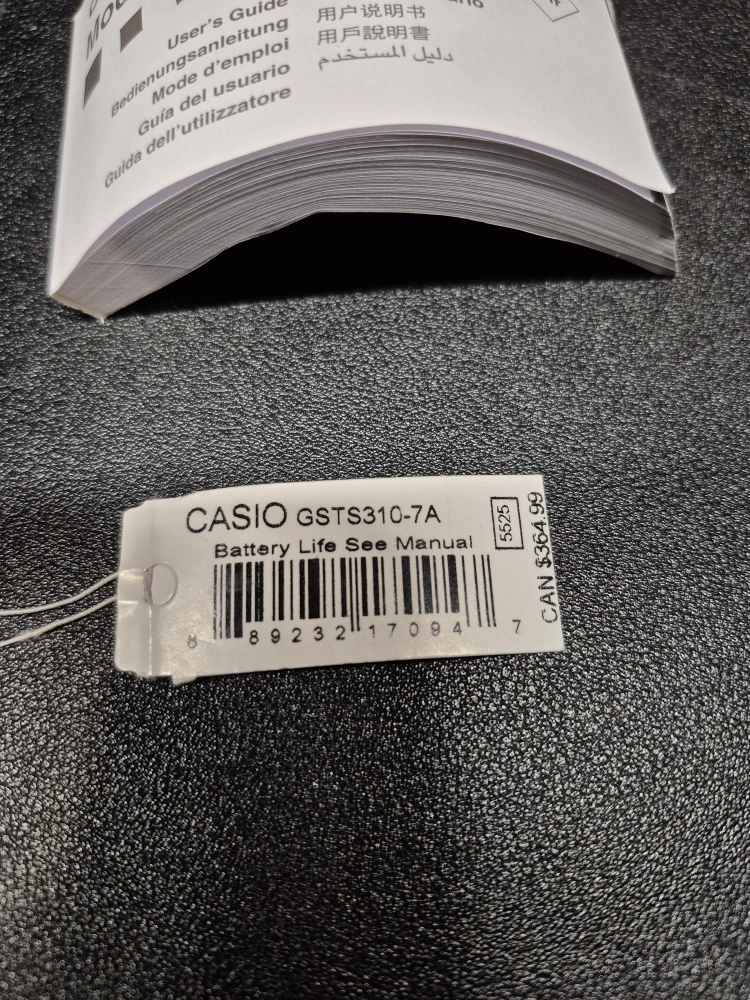 User's Guide
Bedienungsanleitung
Mode d'emploi
Guía del usuario
Guida dell'utilizzatore
用户说明书
用戶說明書
دليل المستخدم
CASIO GSTS310-7A
Battery Life See Manual
8 89232 17094 7
5525
CAN $364.99